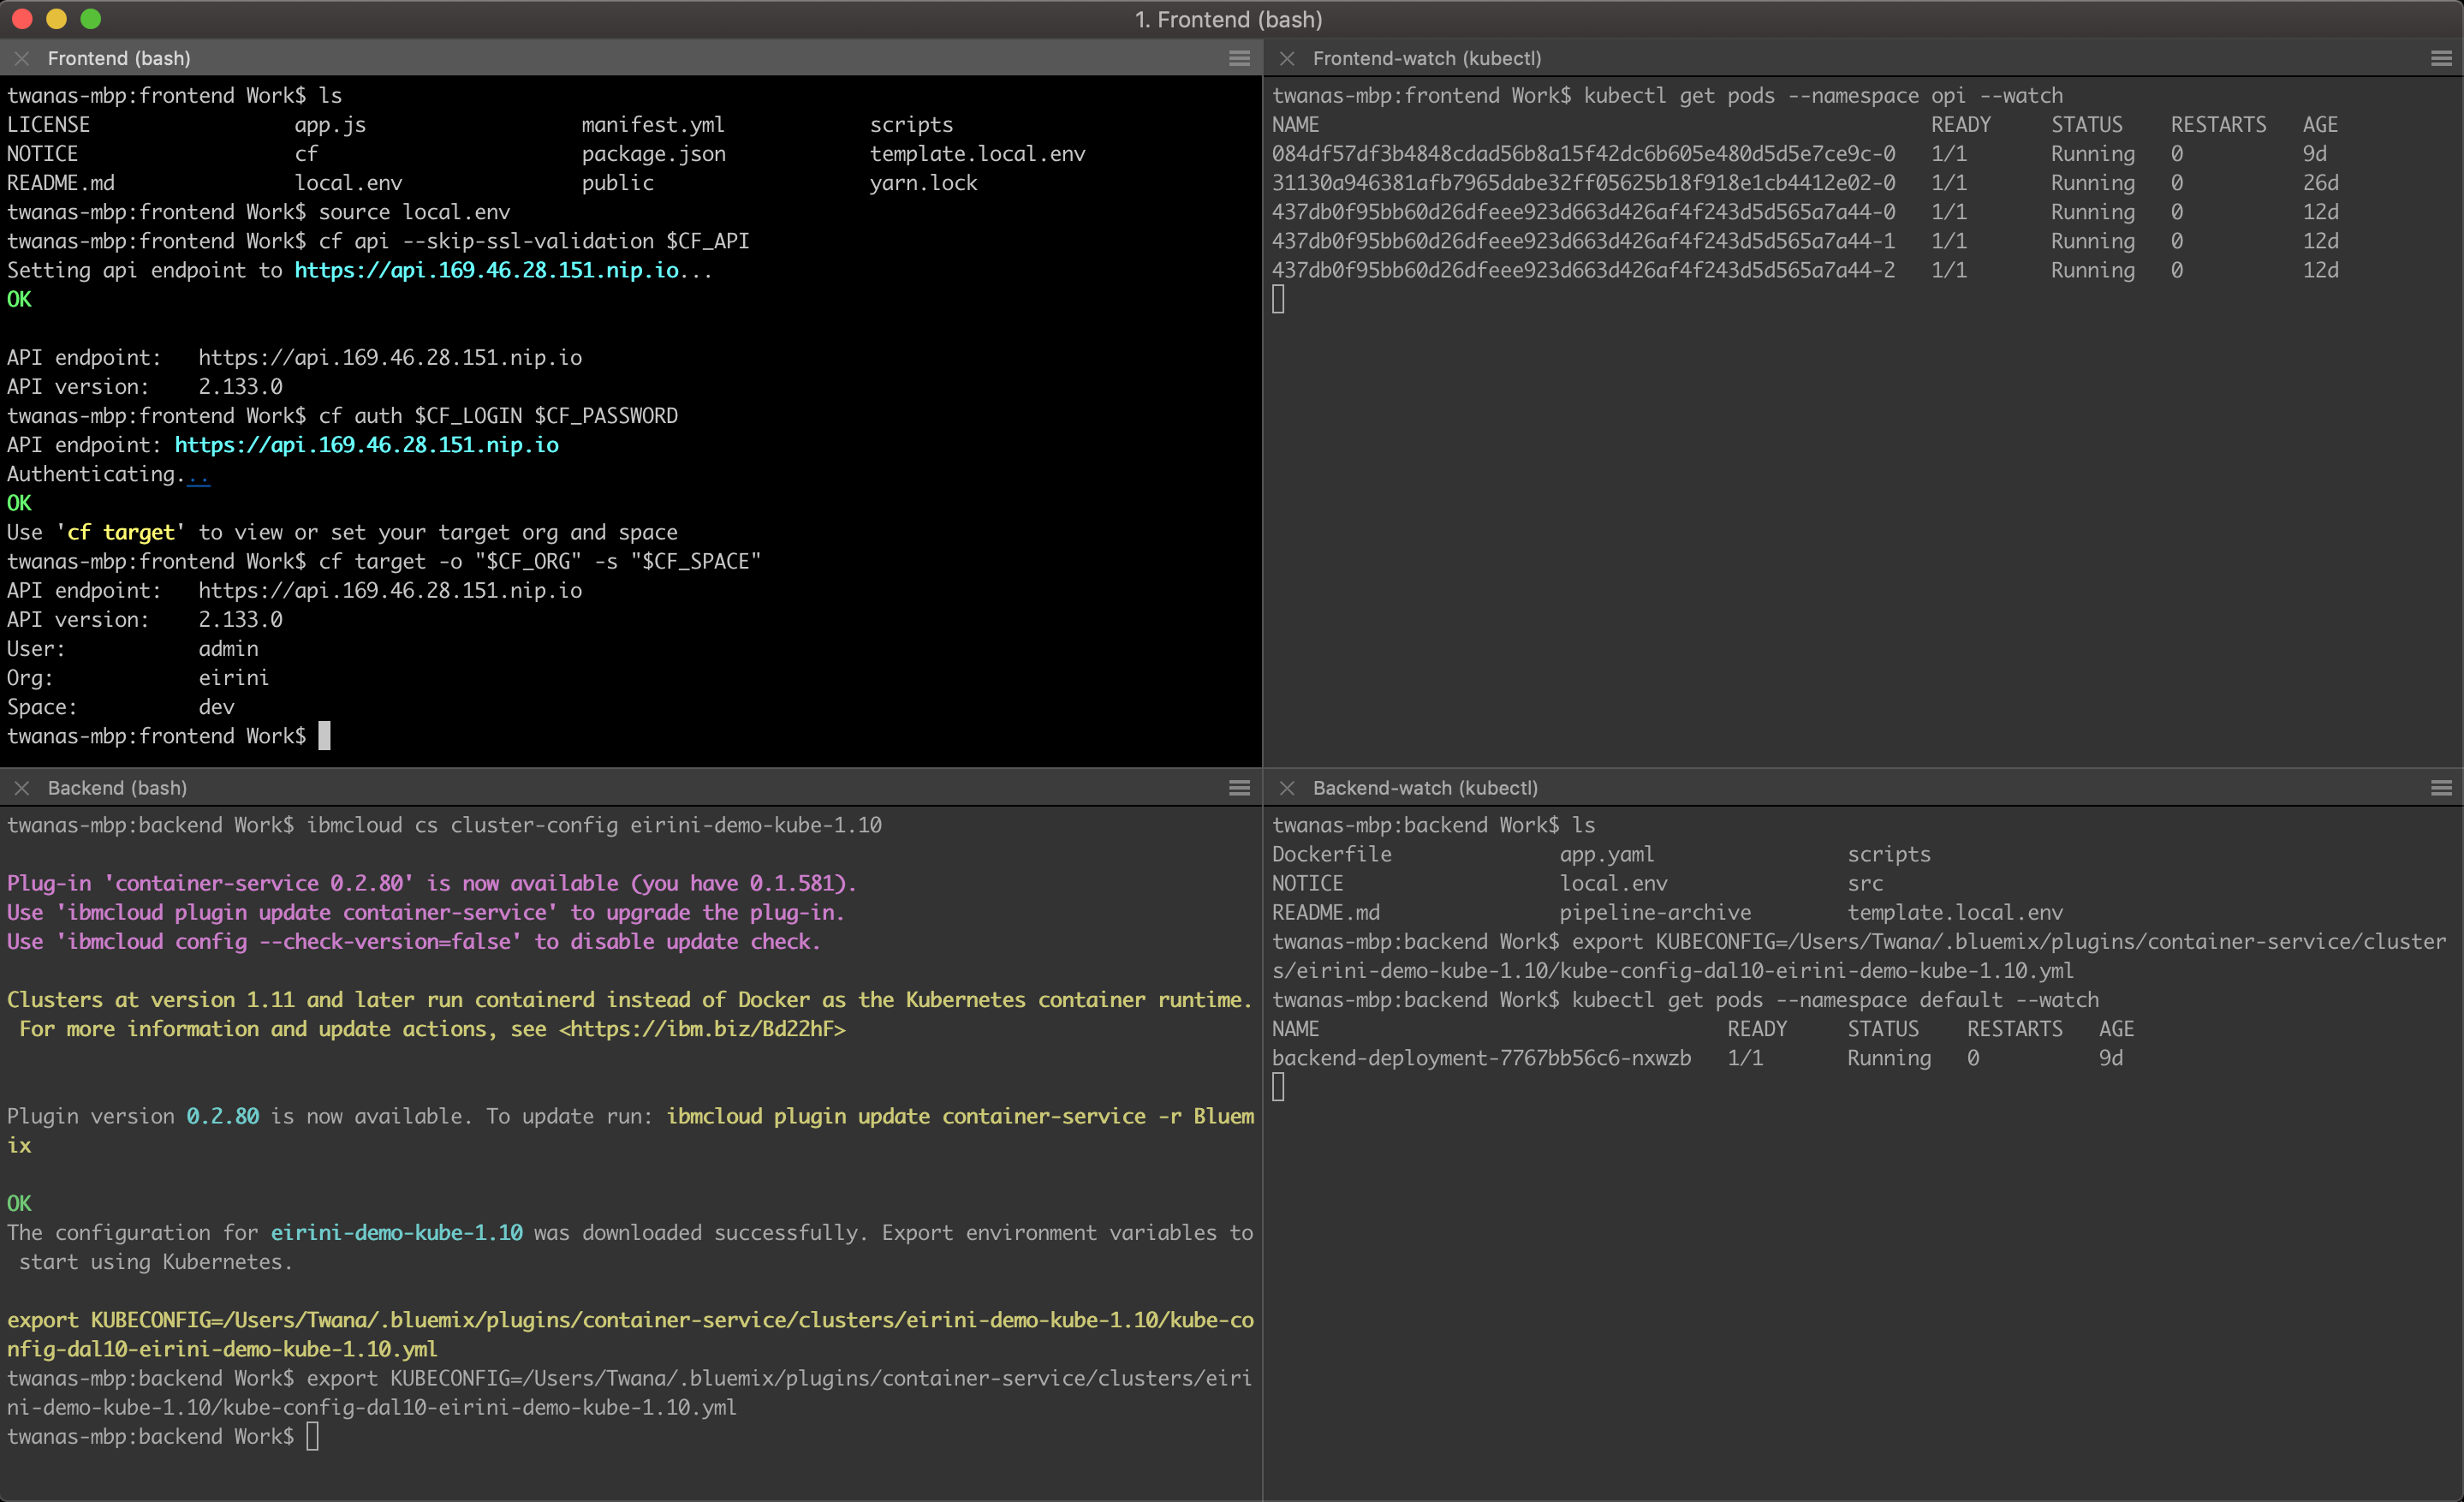 1. Frontend (bash)
Frontend (bash)
twanas-mbp:frontend Work$ ls
LICENSE app.js manifest.yml scripts
NOTICE cf package.json template.local.env
README.md local.env public yarn.lock
twanas-mbp:frontend Work$ source local.env
twanas-mbp:frontend Work$ cf api --skip-ssl-validation $CF_API
Setting api endpoint to https://api.169.46.28.151.nip.io...
OK
API endpoint: https://api.169.46.28.151.nip.io
API version: 2.133.0
twanas-mbp:frontend Work$ cf auth $CF_LOGIN $CF_PASSWORD
API endpoint: https://api.169.46.28.151.nip.io
Authenticating...
OK
Use 'cf target' to view or set your target org and space
twanas-mbp:frontend Work$ cf target -o "$CF_ORG" -s "$CF_SPACE"
API endpoint: https://api.169.46.28.151.nip.io
API version: 2.133.0
User: admin
Org: eirini
Space: dev
twanas-mbp:frontend Work$
Frontend-watch (kubectl)
twanas-mbp:frontend Work$ kubectl get pods --namespace opi --watch
NAME READY STATUS RESTARTS AGE
084df57df3b4848cdad56b8a15f42dc6b605e480d5d5e7ce9c-0 1/1 Running 0 9d
31130a946381afb7965dabe32ff05625b18f918e1cb4412e02-0 1/1 Running 0 26d
437db0f95bb60d26dfeee923d663d426af4f243d5d565a7a44-0 1/1 Running 0 12d
437db0f95bb60d26dfeee923d663d426af4f243d5d565a7a44-1 1/1 Running 0 12d
437db0f95bb60d26dfeee923d663d426af4f243d5d565a7a44-2 1/1 Running 0 12d
Backend (bash)
twanas-mbp:backend Work$ ibmcloud cs cluster-config eirini-demo-kube-1.10
Plug-in 'container-service 0.2.80' is now available (you have 0.1.581).
Use 'ibmcloud plugin update container-service' to upgrade the plug-in.
Use 'ibmcloud config --check-version=false' to disable update check.
Clusters at version 1.11 and later run containerd instead of Docker as the Kubernetes container runtime.
For more information and update actions, see <https://ibm.biz/Bd22hF>
Plugin version 0.2.80 is now available. To update run: ibmcloud plugin update container-service -r Bluem
ix
OK
The configuration for eirini-demo-kube-1.10 was downloaded successfully. Export environment variables to
start using Kubernetes.
export KUBECONFIG=/Users/Twana/.bluemix/plugins/container-service/clusters/eirini-demo-kube-1.10/kube-co
nfig-dal10-eirini-demo-kube-1.10.yml
twanas-mbp:backend Work$ export KUBECONFIG=/Users/Twana/.bluemix/plugins/container-service/clusters/eiri
ni-demo-kube-1.10/kube-config-dal10-eirini-demo-kube-1.10.yml
twanas-mbp:backend Work$
Backend-watch (kubectl)
twanas-mbp:backend Work$ ls
Dockerfile app.yaml scripts
NOTICE local.env src
README.md pipeline-archive template.local.env
twanas-mbp:backend Work$ export KUBECONFIG=/Users/Twana/.bluemix/plugins/container-service/cluster
s/eirini-demo-kube-1.10/kube-config-dal10-eirini-demo-kube-1.10.yml
twanas-mbp:backend Work$ kubectl get pods --namespace default --watch
NAME READY STATUS RESTARTS AGE
backend-deployment-7767bb56c6-nxwzb 1/1 Running 0 9d